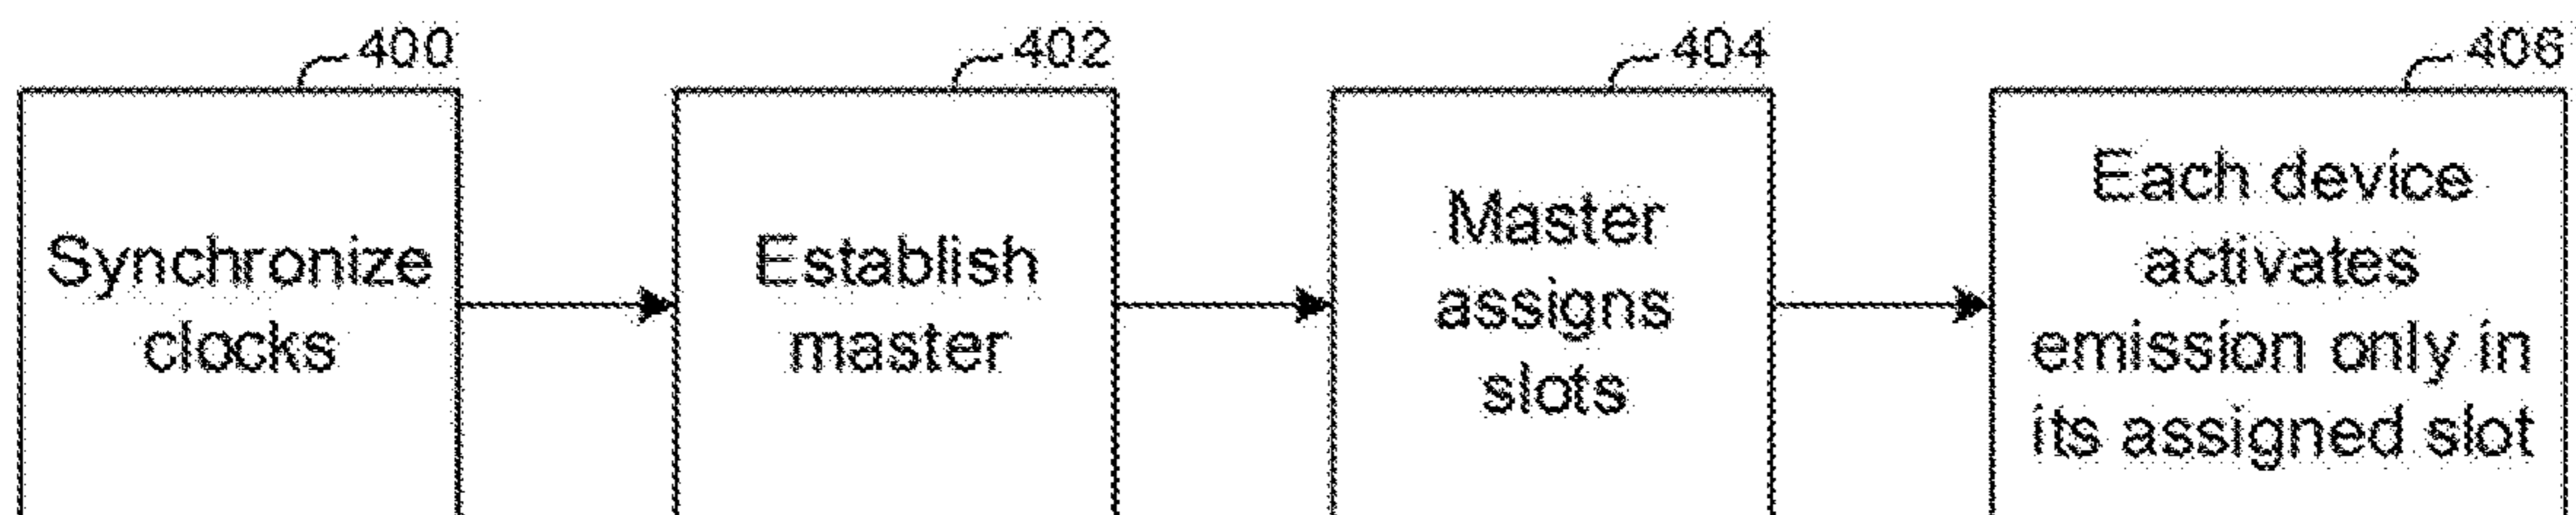 400
Synchronize
clocks
402
Establish
master
404
Master
assigns
slots
406
Each device
activates
emission only in
its assigned slot